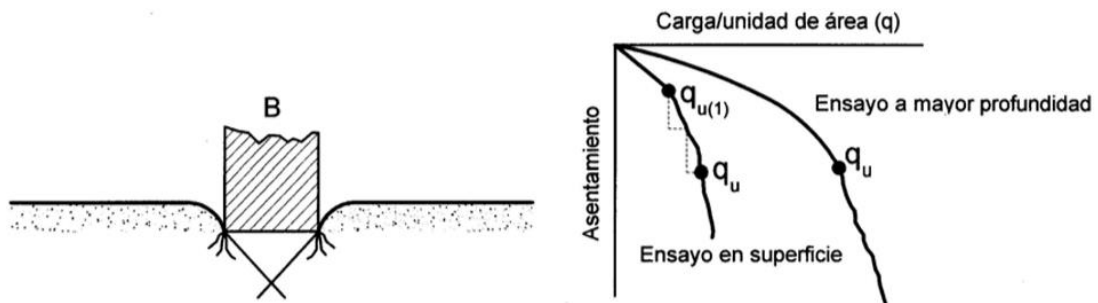 B
Carga/unidad de área (q)
Asentamiento
q u(1)
q u
Ensayo a mayor profundidad
q u
Ensayo en superficie